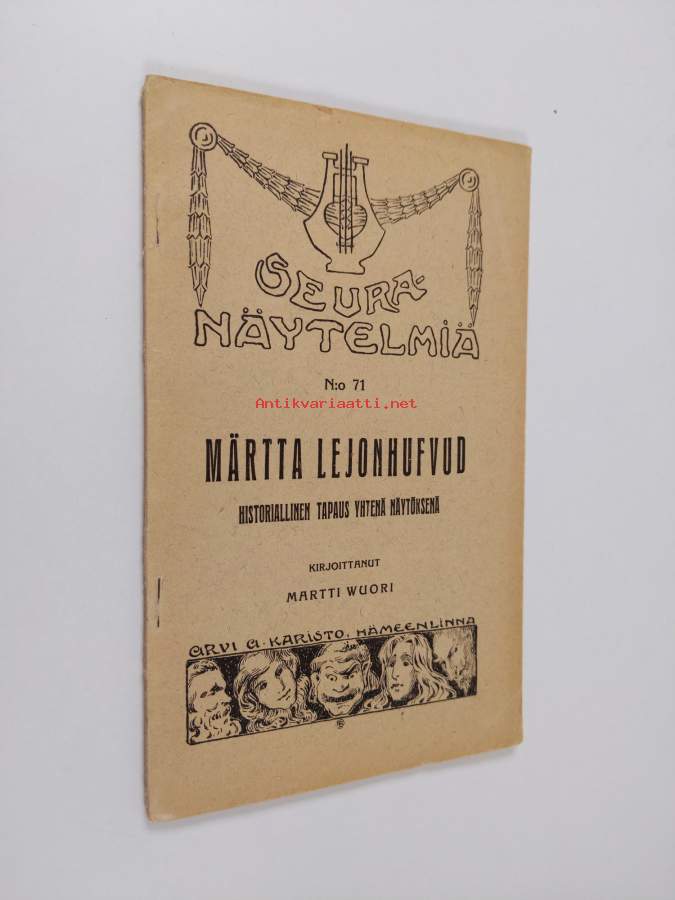 SEURA-
NÄYTELMIÄ
N:o 71
Antikvariaatti.net
MÄRTTA LEJONHUFVUD
HISTORIALLINEN TAPAUS YHTENÄ NÄYTÖKSENÄ
KIRJOITTANUT
MARTTI WUORI
ARVI A. KARISTO, HÄMEENLINNA